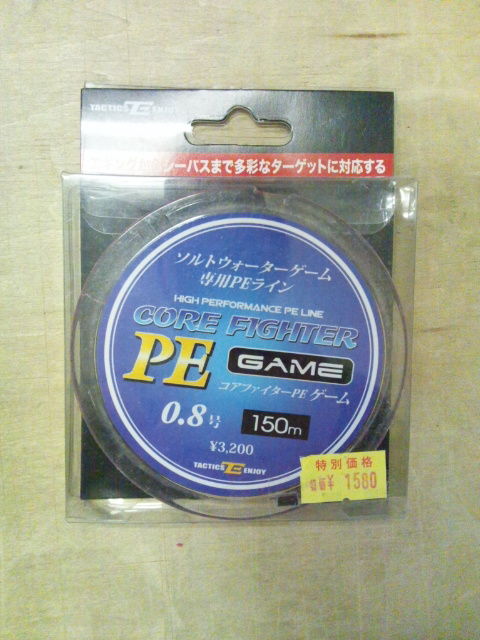 TACTICS TE ENJOY
シーバスまで多彩なターゲットに対応する
ソルトウォーターゲーム
専用PEライン
HIGH PERFORMANCE PE LINE
CORE FIGHTER
PE GAME
コアファイターPE ゲーム
0.8号 150m
¥3,200
TACTICS TE ENJOY
特別価格
¥ 1580